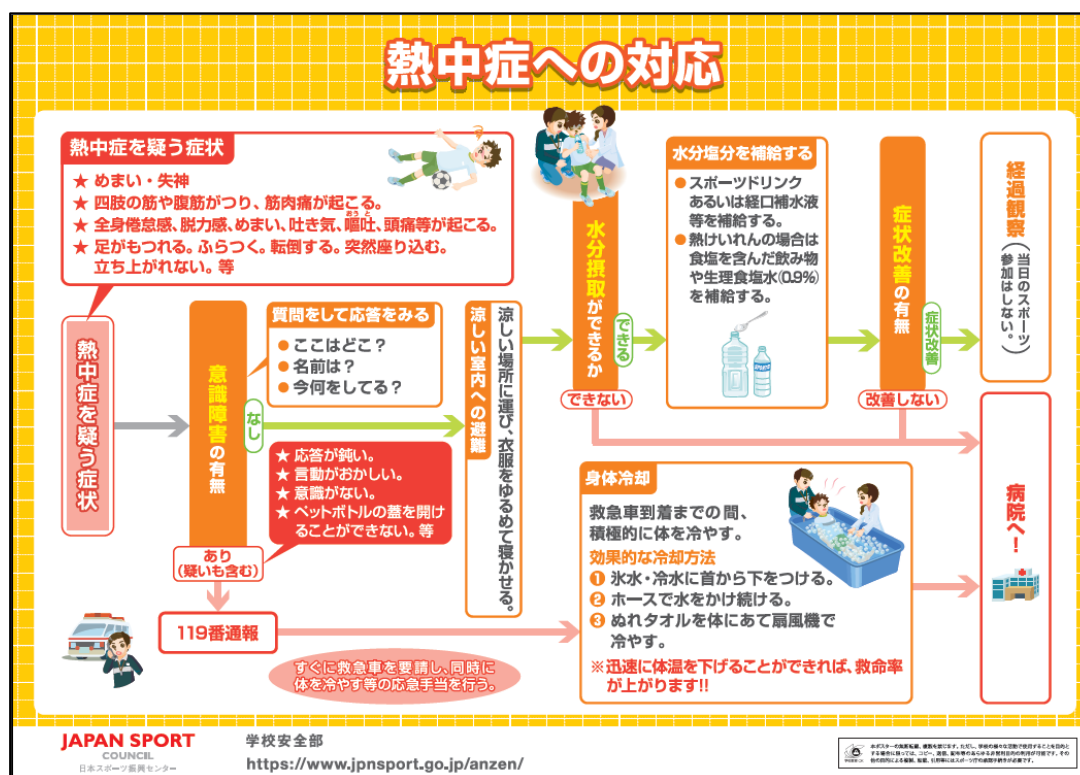 熱中症への対応
熱中症を疑う症状
★ めまい・失神
★ 四肢の筋や腹筋がつり、筋肉痛が起こる。
★ 全身倦怠感、脱力感、めまい、吐き気、嘔吐、頭痛等が起こる。
おう と
★ 足がもつれる。ふらつく。転倒する。突然座り込む。
立ち上がれない。等
熱中症を疑う症状
意識障害の有無
質問をして応答をみる
● ここはどこ？
● 名前は？
● 今何をしてる？
なし
★ 応答が鈍い。
★ 言動がおかしい。
★ 意識がない。
★ ペットボトルの蓋を開け
ることができない。等
あり
(疑いも含む)
119番通報
すぐに救急車を要請し、同時に
体を冷やす等の応急手当を行う。
涼しい室内への避難
涼しい場所に運び、衣服をゆるめて寝かせる。
水分摂取ができるか
できる
できない
水分塩分を補給する
● スポーツドリンク
あるいは経口補水液
等を補給する。
● 熱けいれんの場合は
食塩を含んだ飲み物
や生理食塩水(0.9%)
を補給する。
症状改善の有無
症状改善
改善しない
経過観察
(当日のスポーツ
参加はしない。)
身体冷却
救急車到着までの間、
積極的に体を冷やす。
効果的な冷却方法
❶ 氷水・冷水に首から下をつける。
❷ ホースで水をかけ続ける。
❸ ぬれタオルを体にあて扇風機で
冷やす。
※迅速に体温を下げることができれば、救命率
が上がります!!
病院へ！
JAPAN SPORT
COUNCIL
日本スポーツ振興センター
学校安全部
https://www.jpnsport.go.jp/anzen/